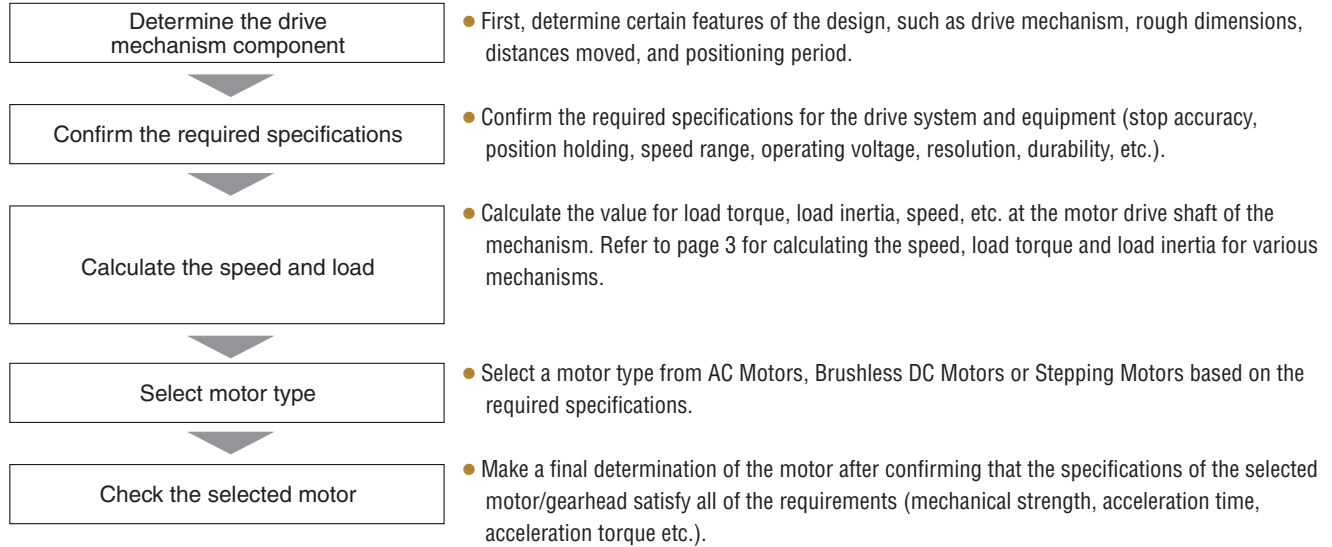 Determine the drive
mechanism component
● First, determine certain features of the design, such as drive mechanism, rough dimensions,
distances moved, and positioning period.
Confirm the required specifications
● Confirm the required specifications for the drive system and equipment (stop accuracy,
position holding, speed range, operating voltage, resolution, durability, etc.).
Calculate the speed and load
● Calculate the value for load torque, load inertia, speed, etc. at the motor drive shaft of the
mechanism. Refer to page 3 for calculating the speed, load torque and load inertia for various
mechanisms.
Select motor type
● Select a motor type from AC Motors, Brushless DC Motors or Stepping Motors based on the
required specifications.
Check the selected motor
● Make a final determination of the motor after confirming that the specifications of the selected
motor/gearhead satisfy all of the requirements (mechanical strength, acceleration time,
acceleration torque etc.).